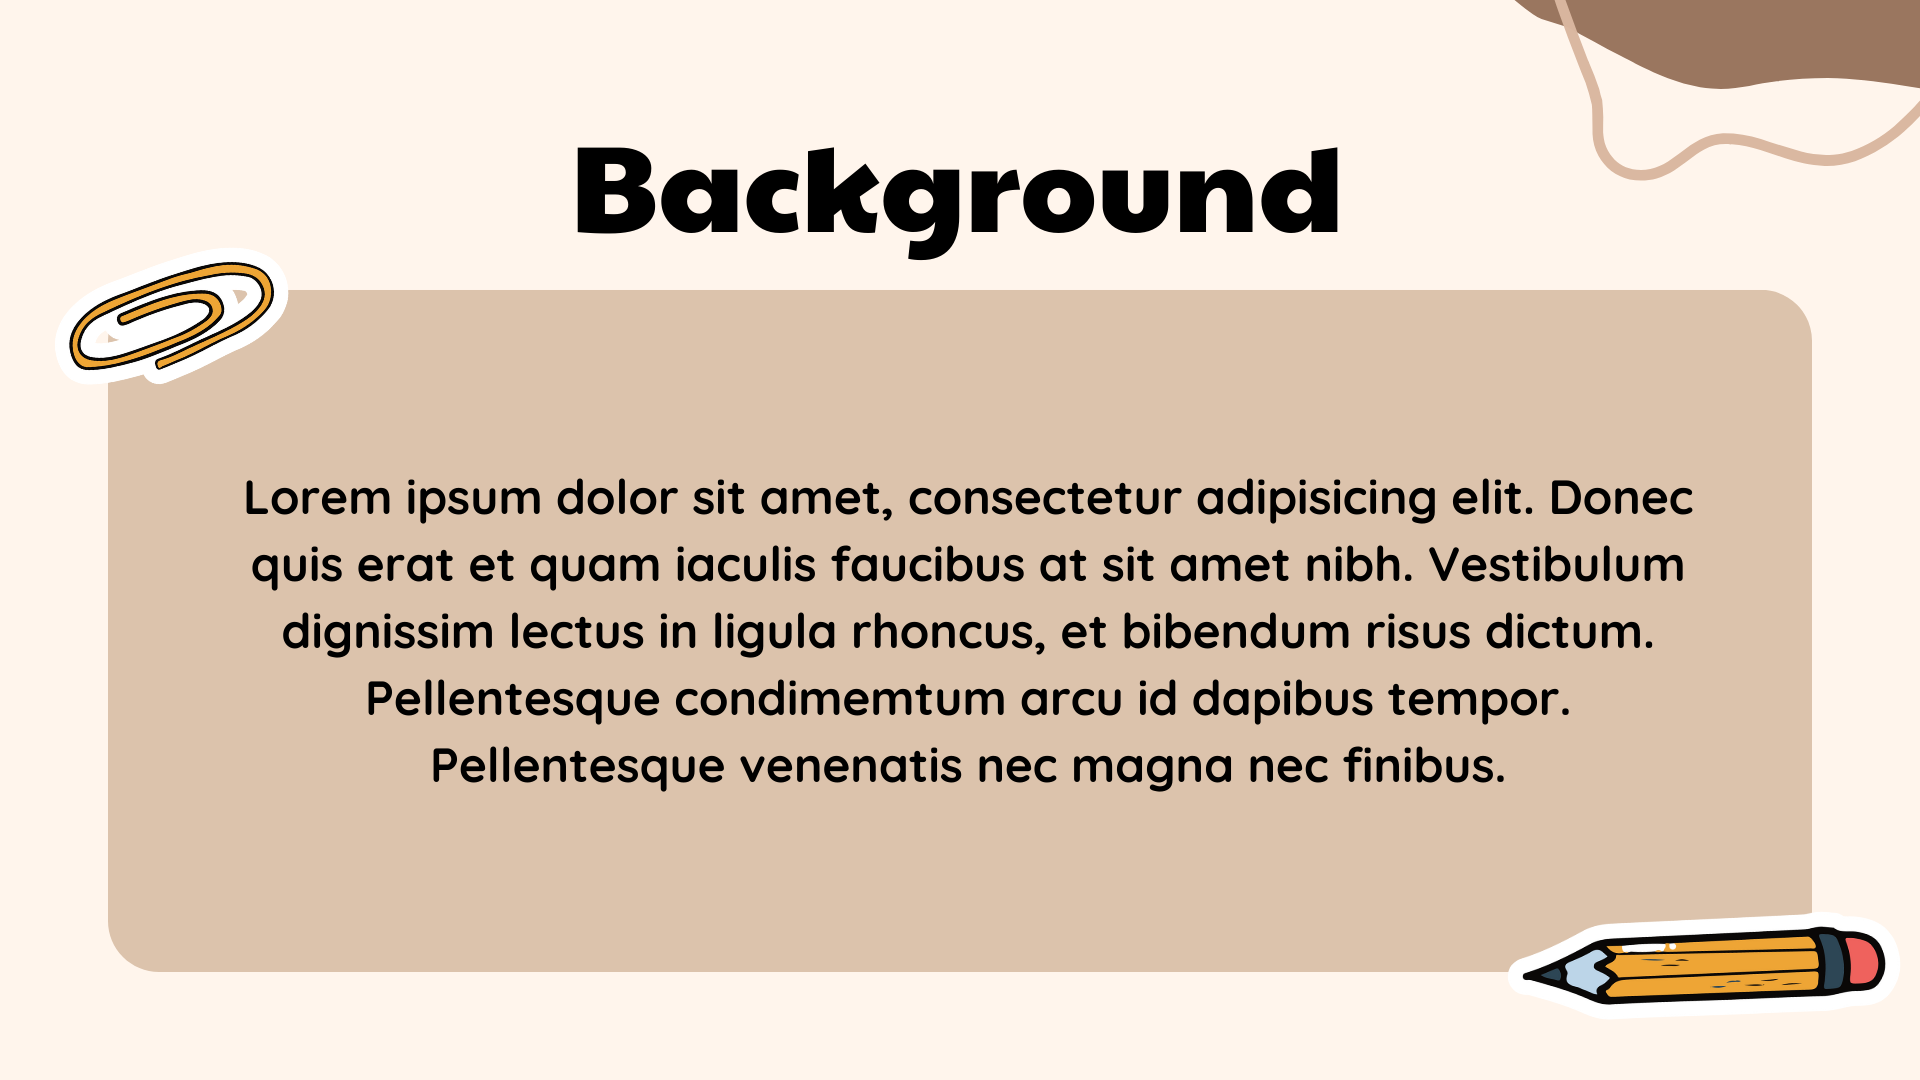 Background
Lorem ipsum dolor sit amet, consectetur adipisicing elit. Donec
quis erat et quam iaculis faucibus at sit amet nibh. Vestibulum
dignissim lectus in ligula rhoncus, et bibendum risus dictum.
Pellentesque condimemtum arcu id dapibus tempor.
Pellentesque venenatis nec magna nec finibus.